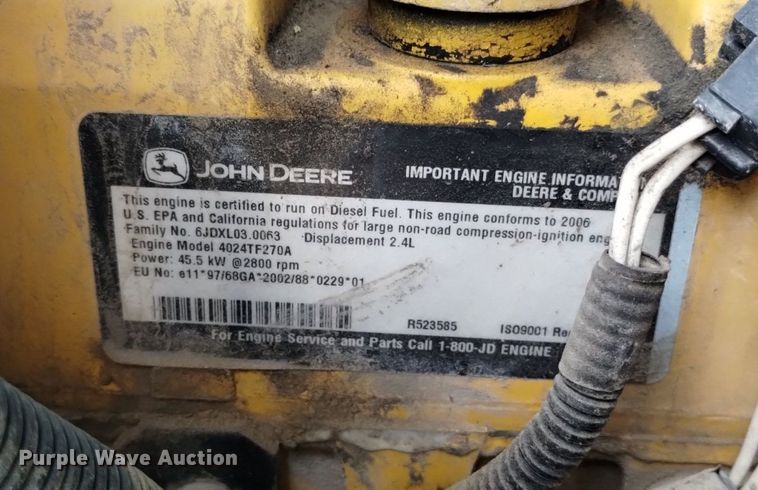 JOHN DEERE
IMPORTANT ENGINE
DEERE &
This engine is certified to run on Diesel Fuel. This engine conforms to 2006
U.S. EPA and California regulations for large non-road compression-ignition
Family No. 6JDXL03.0063 Displacement 2.4L
Engine Model 4024TF270A
Power: 45.5 kW @2800 rpm
EU No: e11*97/68GA*2002/88*0229*01
R523585 ISO9001
For Engine Service and Parts Call 1-800-JD ENGINE
Purple Wave Auction